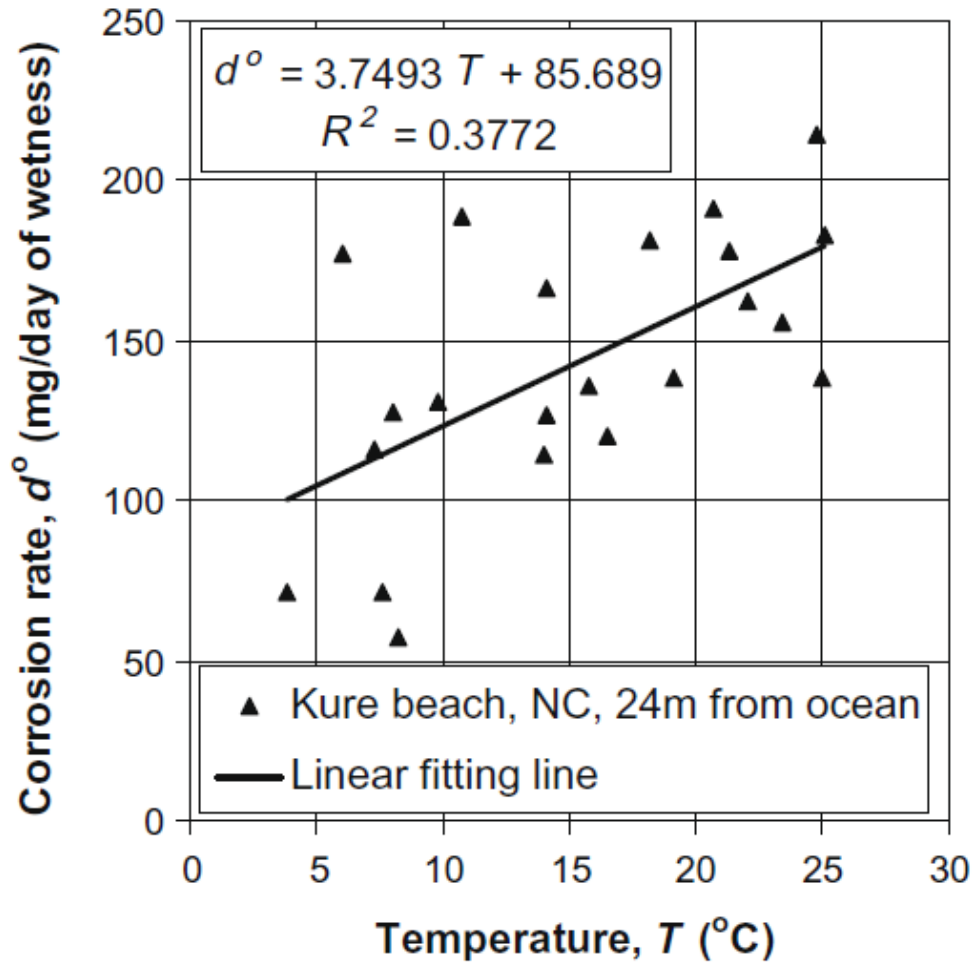 d° = 3.7493 T + 85.689
R² = 0.3772
250
200
150
100
50
0
Corrosion rate, d° (mg/day of wetness)
Kure beach, NC, 24m from ocean
Linear fitting line
0 5 10 15 20 25 30
Temperature, T (°C)